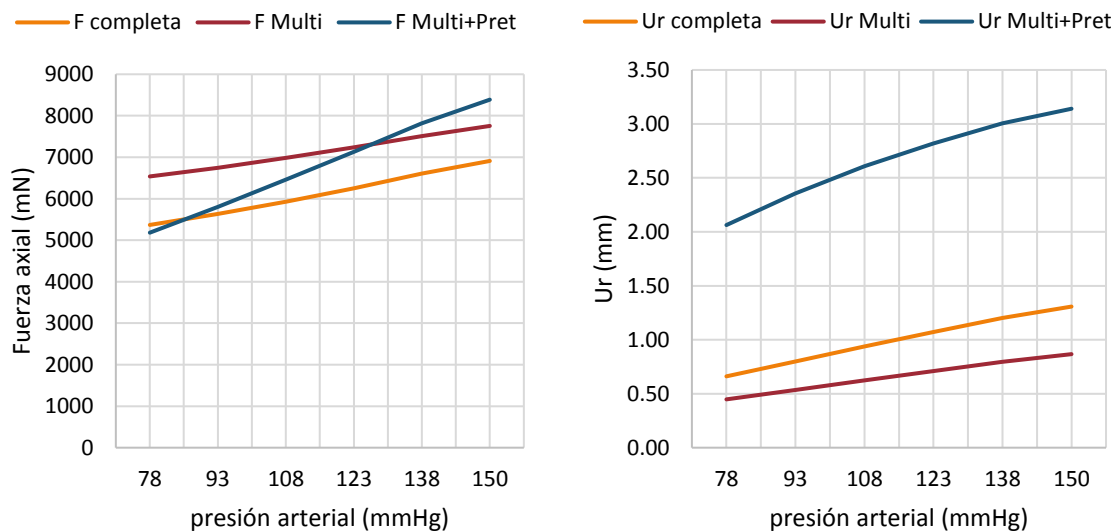 F completa F Multi F Multi+Pret
9000
8000
7000
6000
5000
4000
3000
2000
1000
0
Fuerza axial (mN)
78 93 108 123 138 150
presión arterial (mmHg)
Ur completa Ur Multi Ur Multi+Pret
3.50
3.00
2.50
2.00
1.50
1.00
0.50
0.00
Ur (mm)
78 93 108 123 138 150
presión arterial (mmHg)